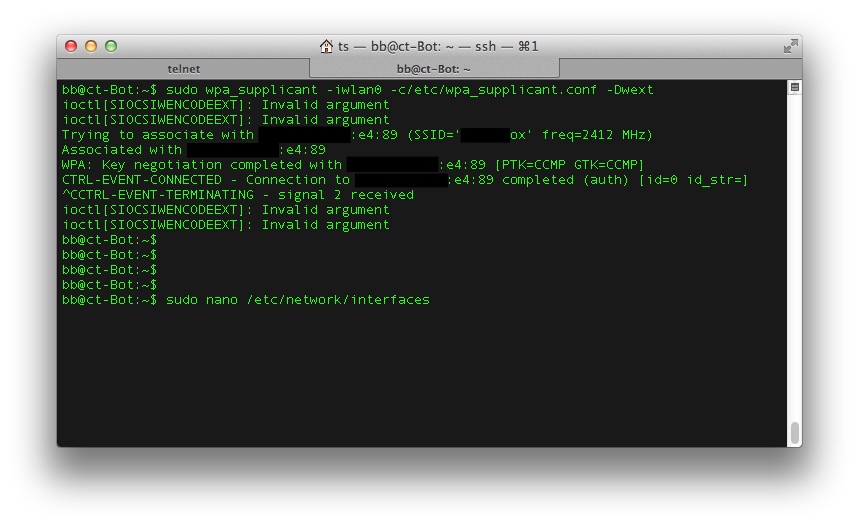 ts — bb@ct-Bot: ~ — ssh — ⌘1
telnet
bb@ct-Bot: ~
bb@ct-Bot:~$ sudo wpa_supplicant -iwlan0 -c/etc/wpa_supplicant.conf -Dwext
ioctl[SIOCSIWENCODEEXT]: Invalid argument
ioctl[SIOCSIWENCODEEXT]: Invalid argument
Trying to associate with :e4:89 (SSID='ox' freq=2412 MHz)
Associated with :e4:89
WPA: Key negotiation completed with :e4:89 [PTK=CCMP GTK=CCMP]
CTRL-EVENT-CONNECTED - Connection to :e4:89 completed (auth) [id=0 id_str=]
^CCTRL-EVENT-TERMINATING - signal 2 received
ioctl[SIOCSIWENCODEEXT]: Invalid argument
ioctl[SIOCSIWENCODEEXT]: Invalid argument
bb@ct-Bot:~$
bb@ct-Bot:~$
bb@ct-Bot:~$
bb@ct-Bot:~$
bb@ct-Bot:~$ sudo nano /etc/network/interfaces